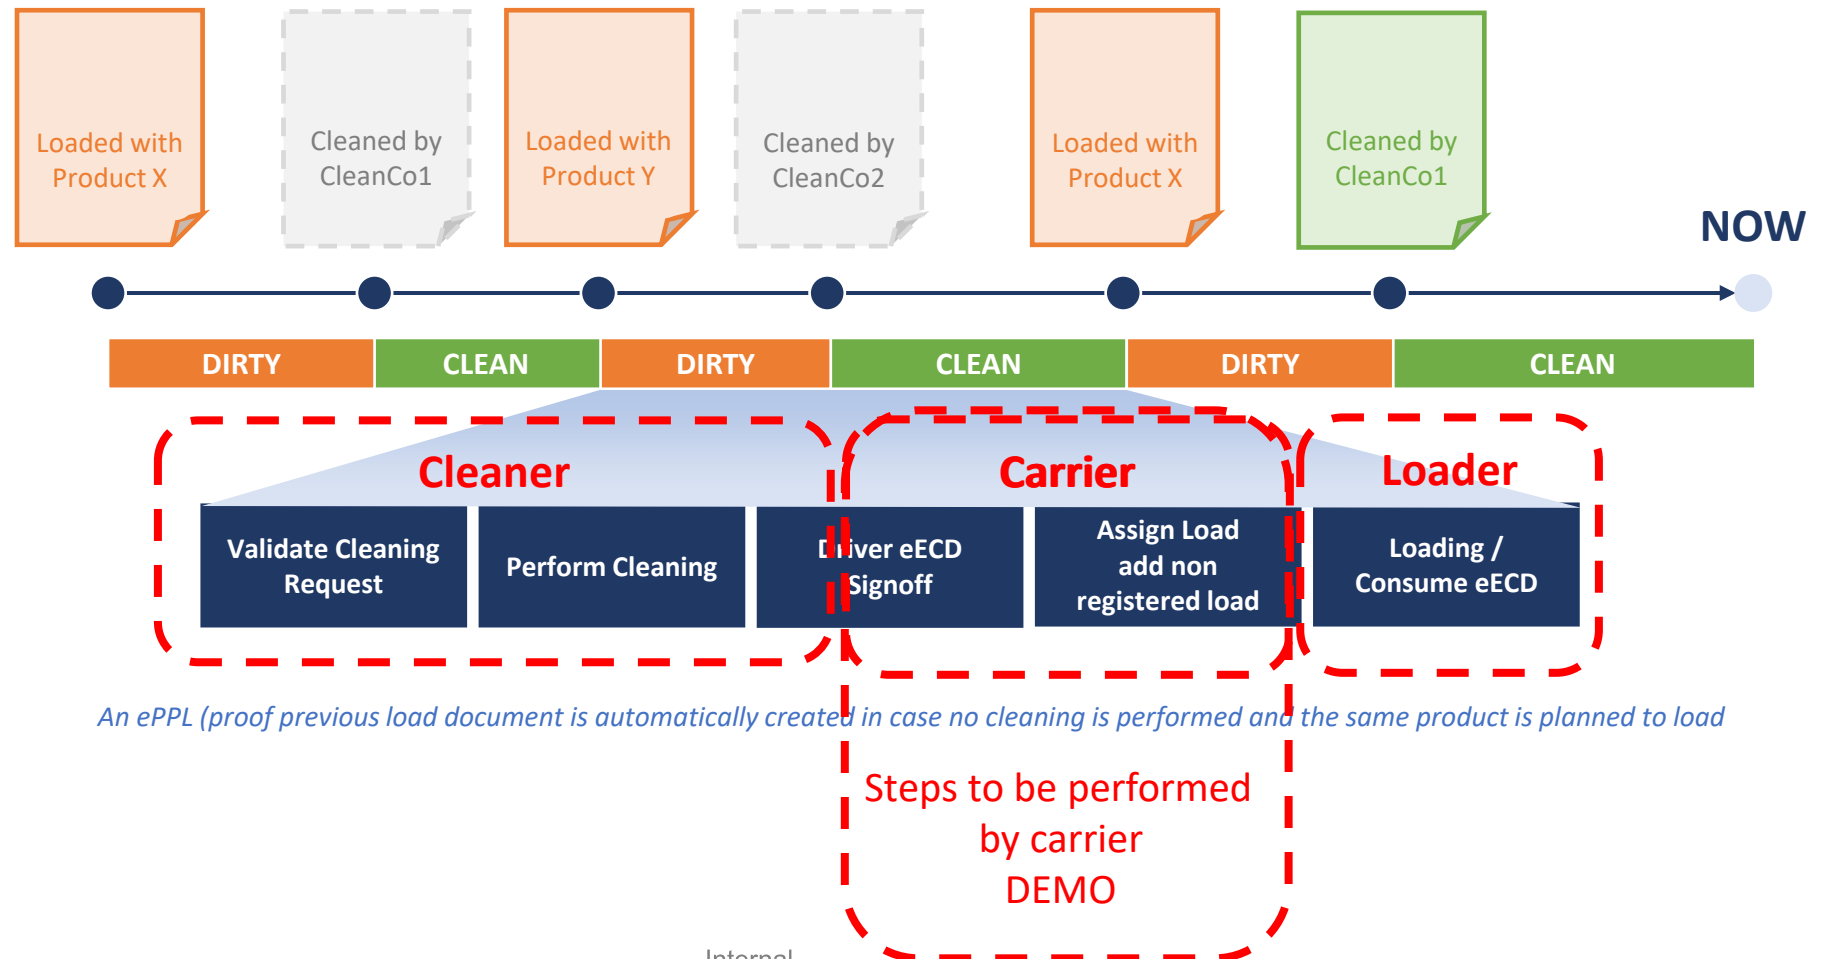 Loaded with
Product X
Cleaned by
CleanCo1
Loaded with
Product Y
Cleaned by
CleanCo2
Loaded with
Product X
Cleaned by
CleanCo1
NOW
DIRTY
CLEAN
DIRTY
CLEAN
DIRTY
CLEAN
Cleaner
Carrier
Loader
Validate Cleaning
Request
Perform Cleaning
Driver eECD
Signoff
Assign Load
add non
registered load
Loading /
Consume eECD
An ePPL (proof previous load document is automatically created in case no cleaning is performed and the same product is planned to load
Steps to be performed
by carrier
DEMO
Internal